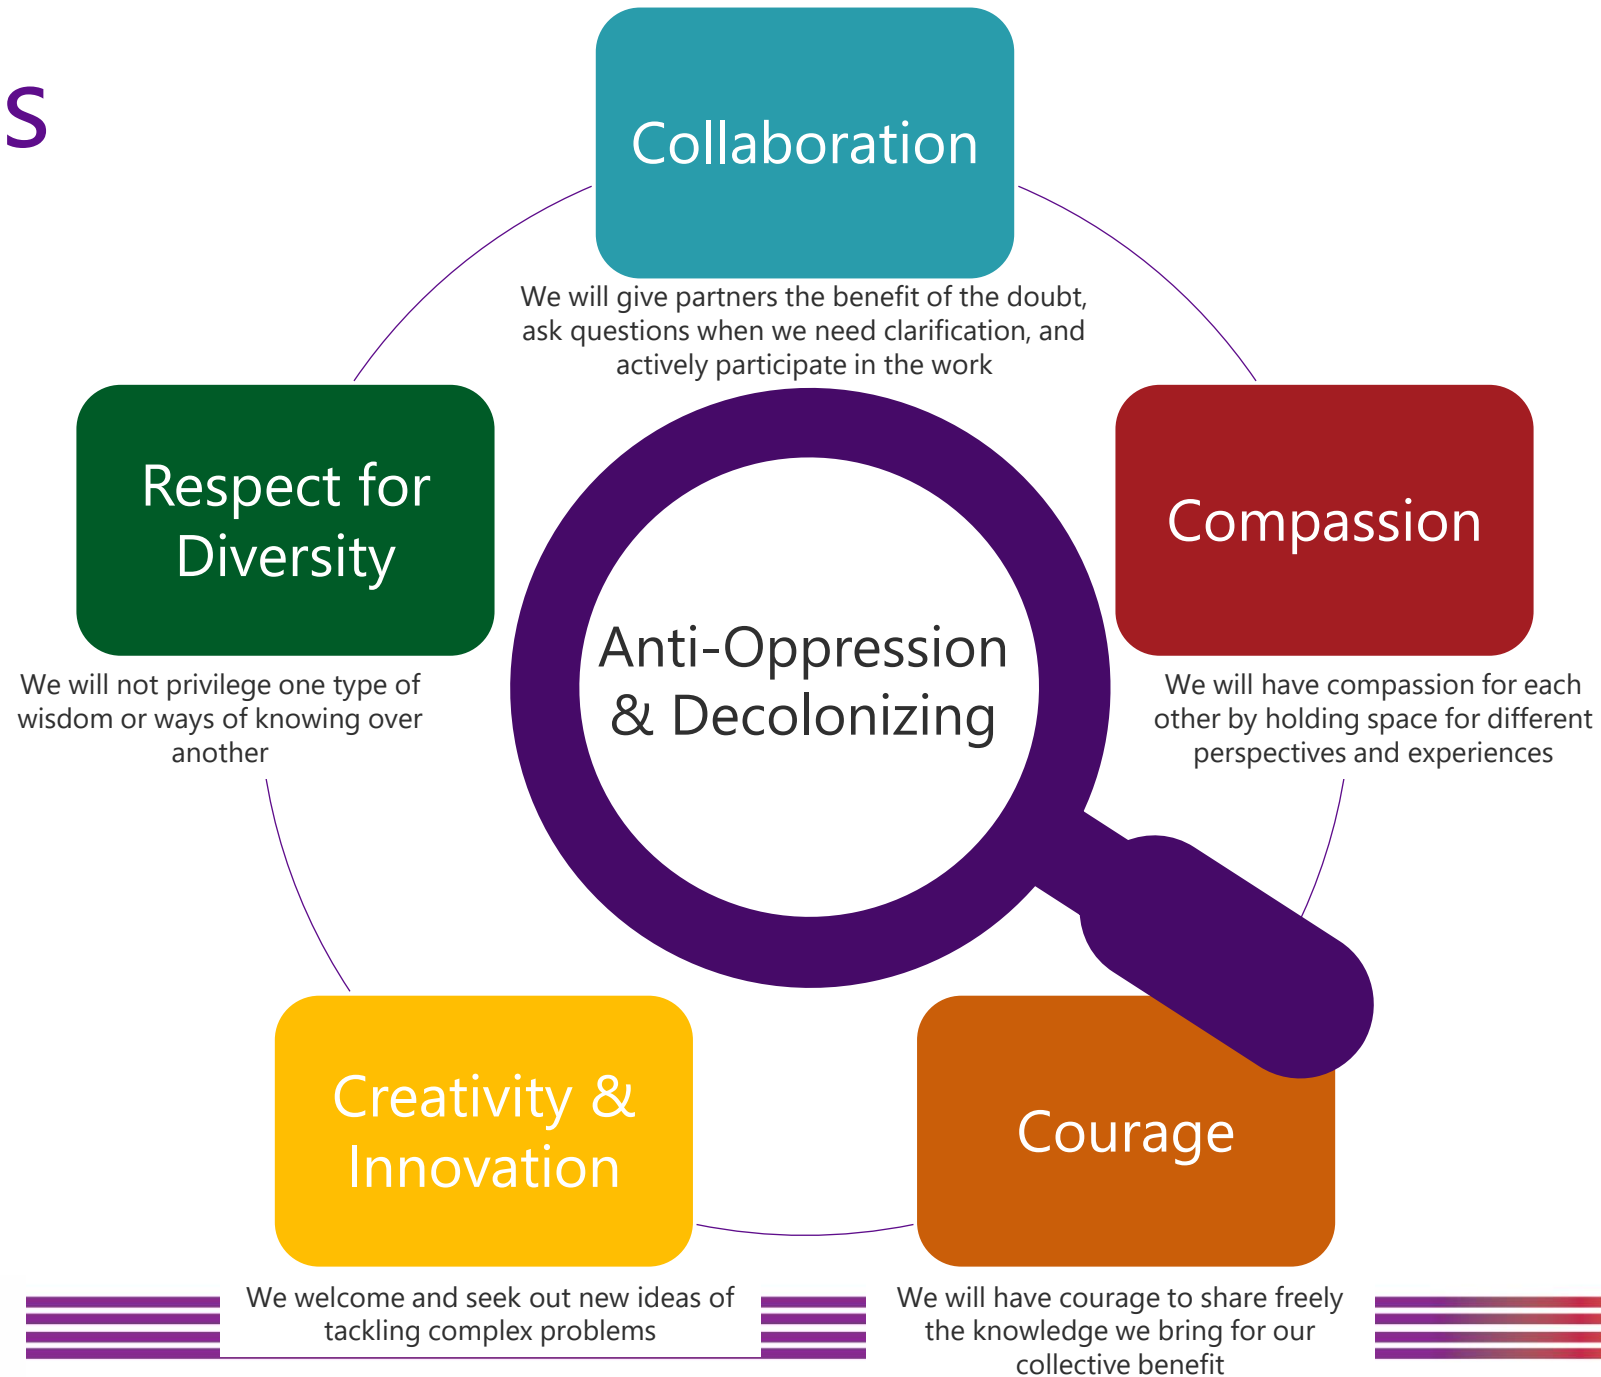 s
Collaboration
We will give partners the benefit of the doubt,
ask questions when we need clarification, and
actively participate in the work
Respect for
Diversity
We will not privilege one type of
wisdom or ways of knowing over
another
Compassion
We will have compassion for each
other by holding space for different
perspectives and experiences
Anti-Oppression
& Decolonizing
Creativity &
Innovation
We welcome and seek out new ideas of
tackling complex problems
Courage
We will have courage to share freely
the knowledge we bring for our
collective benefit